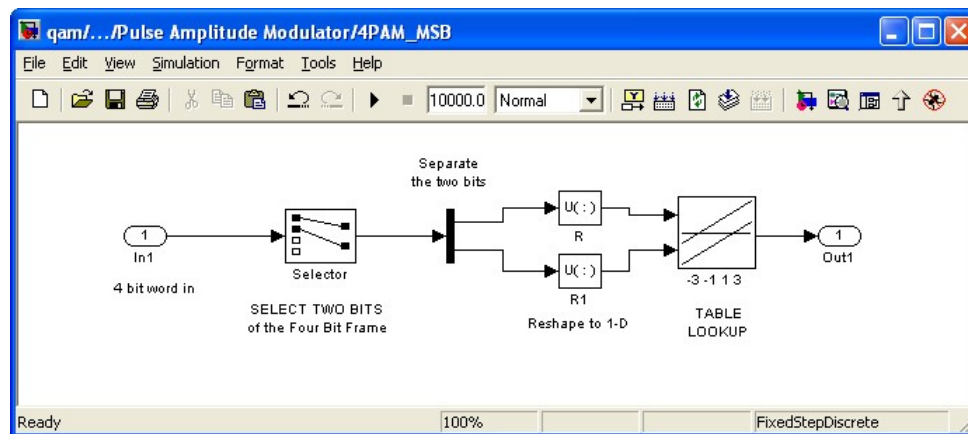 qam/.../Pulse Amplitude Modulator/4PAM_MSB
File Edit View Simulation Format Tools Help
10000.0 Normal
Separate
the two bits
1
In1
4 bit word in
Selector
SELECT TWO BITS
of the Four Bit Frame
U(:)
R
U(:)
R1
Reshape to 1-D
-3 -1 1 3
TABLE
LOOKUP
1
Out1
Ready 100% FixedStepDiscrete